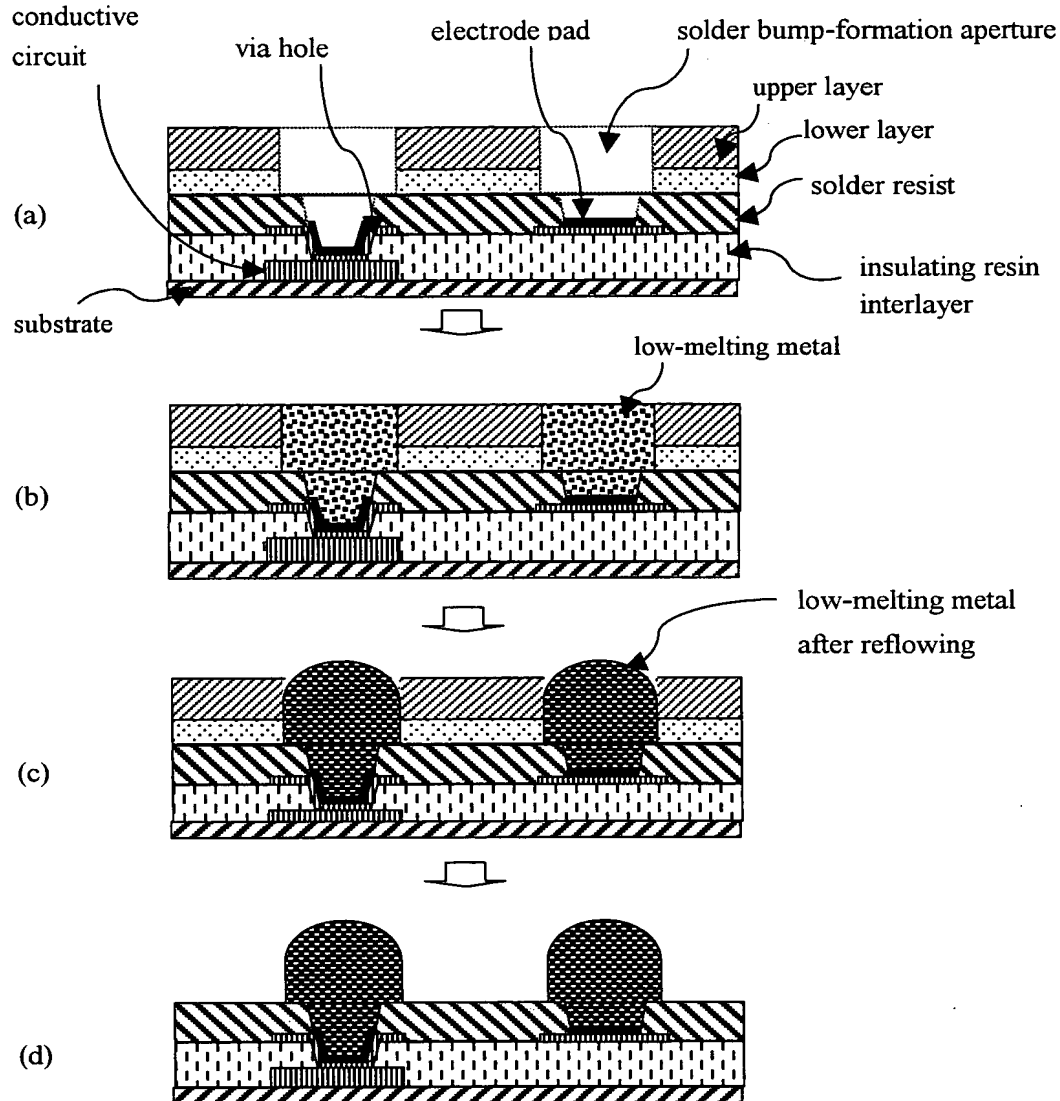 conductive
circuit
via hole
electrode pad
solder bump-formation aperture
upper layer
lower layer
solder resist
(a)
insulating resin
interlayer
substrate
low-melting metal
(b)
low-melting metal
after reflowing
(c)
(d)